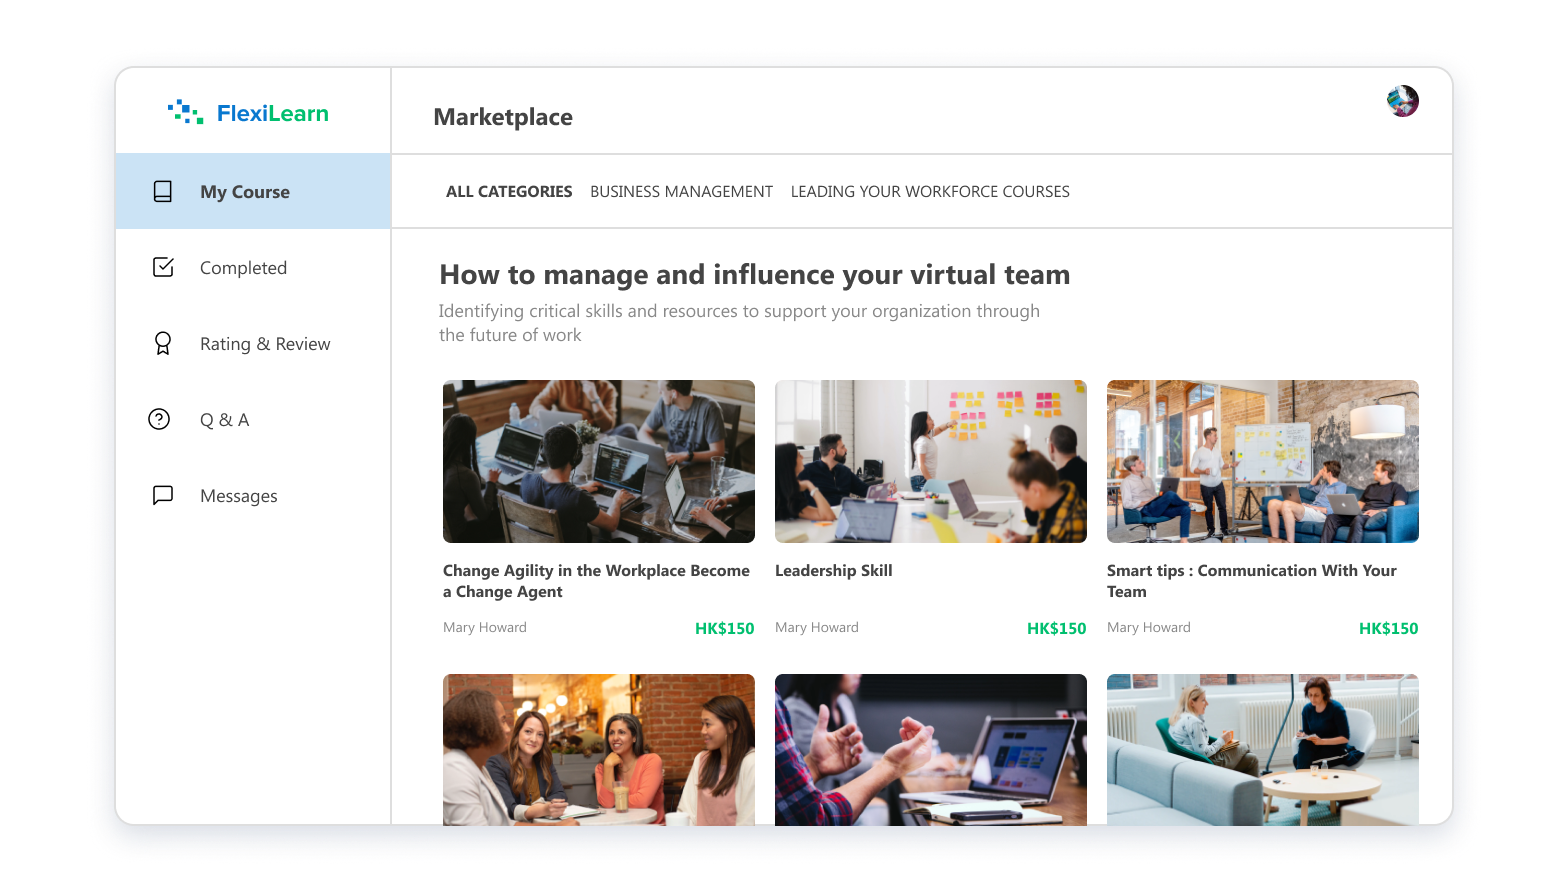 FlexiLearn
Marketplace
My Course
Completed
Rating & Review
Q & A
Messages
ALL CATEGORIES BUSINESS MANAGEMENT LEADING YOUR WORKFORCE COURSES
How to manage and influence your virtual team
Identifying critical skills and resources to support your organization through
the future of work
Change Agility in the Workplace Become
a Change Agent
Mary Howard HK$150
Leadership Skill
Mary Howard HK$150
Smart tips : Communication With Your
Team
Mary Howard HK$150